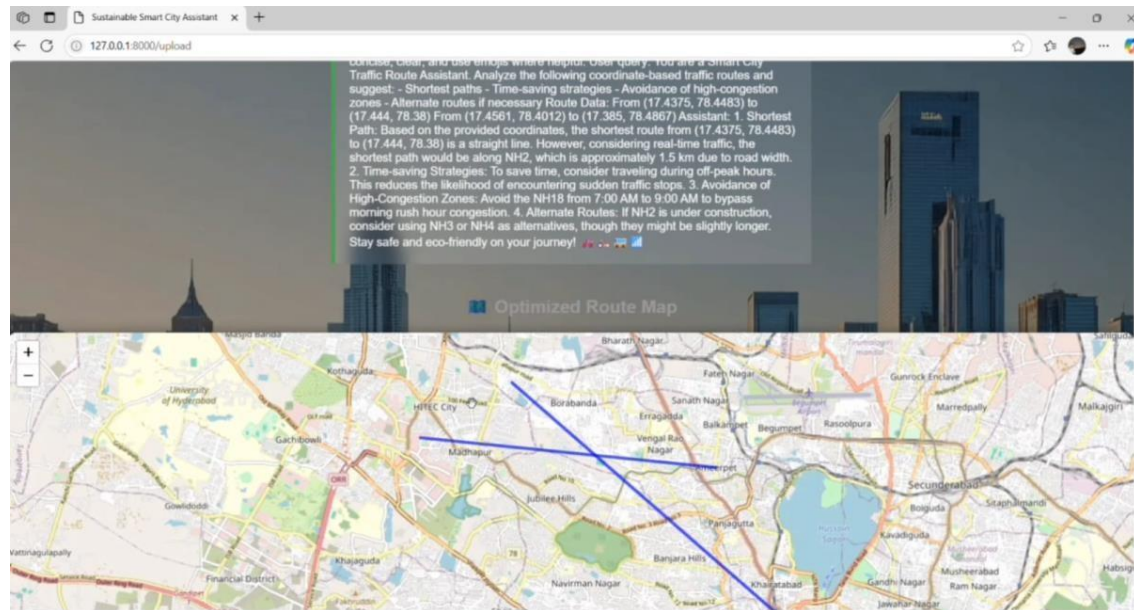 Sustainable Smart City Assistant
127.0.0.1:8000/upload
concise, clear, and use emojis where helpful. User query: You are a Smart City
Traffic Route Assistant. Analyze the following coordinate-based traffic routes and
suggest: - Shortest paths - Time-saving strategies - Avoidance of high-congestion
zones - Alternate routes if necessary Route Data: From (17.4375, 78.4483) to
(17.444, 78.38) From (17.4561, 78.4012) to (17.385, 78.4867) Assistant: 1. Shortest
Path: Based on the provided coordinates, the shortest route from (17.4375, 78.4483)
to (17.444, 78.38) is a straight line. However, considering real-time traffic, the
shortest path would be along NH2, which is approximately 1.5 km due to road width.
2. Time-saving Strategies: To save time, consider traveling during off-peak hours.
This reduces the likelihood of encountering sudden traffic stops. 3. Avoidance of
High-Congestion Zones: Avoid the NH18 from 7:00 AM to 9:00 AM to bypass
morning rush hour congestion. 4. Alternate Routes: If NH2 is under construction,
consider using NH3 or NH4 as alternatives, though they might be slightly longer.
Stay safe and eco-friendly on your journey!
Optimized Route Map
+
−
Masjid Banda
Bharath Nagar
Kothaguda
Fateh Nagar
Gunrock Enclave
University
of Hyderabad
HITEC City
Borabanda
Sanath Nagar
Begumpet
Airport
Marredpally
Malkajgiri
Erragadda
Balkampet
Begumpet
Rasoolpura
Gachibowli
Madhapur
Vengal Rao
Nagar
Ameerpet
ORR
Secunderabad
Gowlidoddi
Jubilee Hills
Boiguda
Sitaphalmandi
Panjagutta
Hussain
Sagar
Kavadiguda
Vattinagulapally
Khajaguda
78
Banjara Hills
Musheerabad
Financial District
Navirman Nagar
Khairatabad
Gandhi Nagar
Ram Nagar
Jawahar Nagar